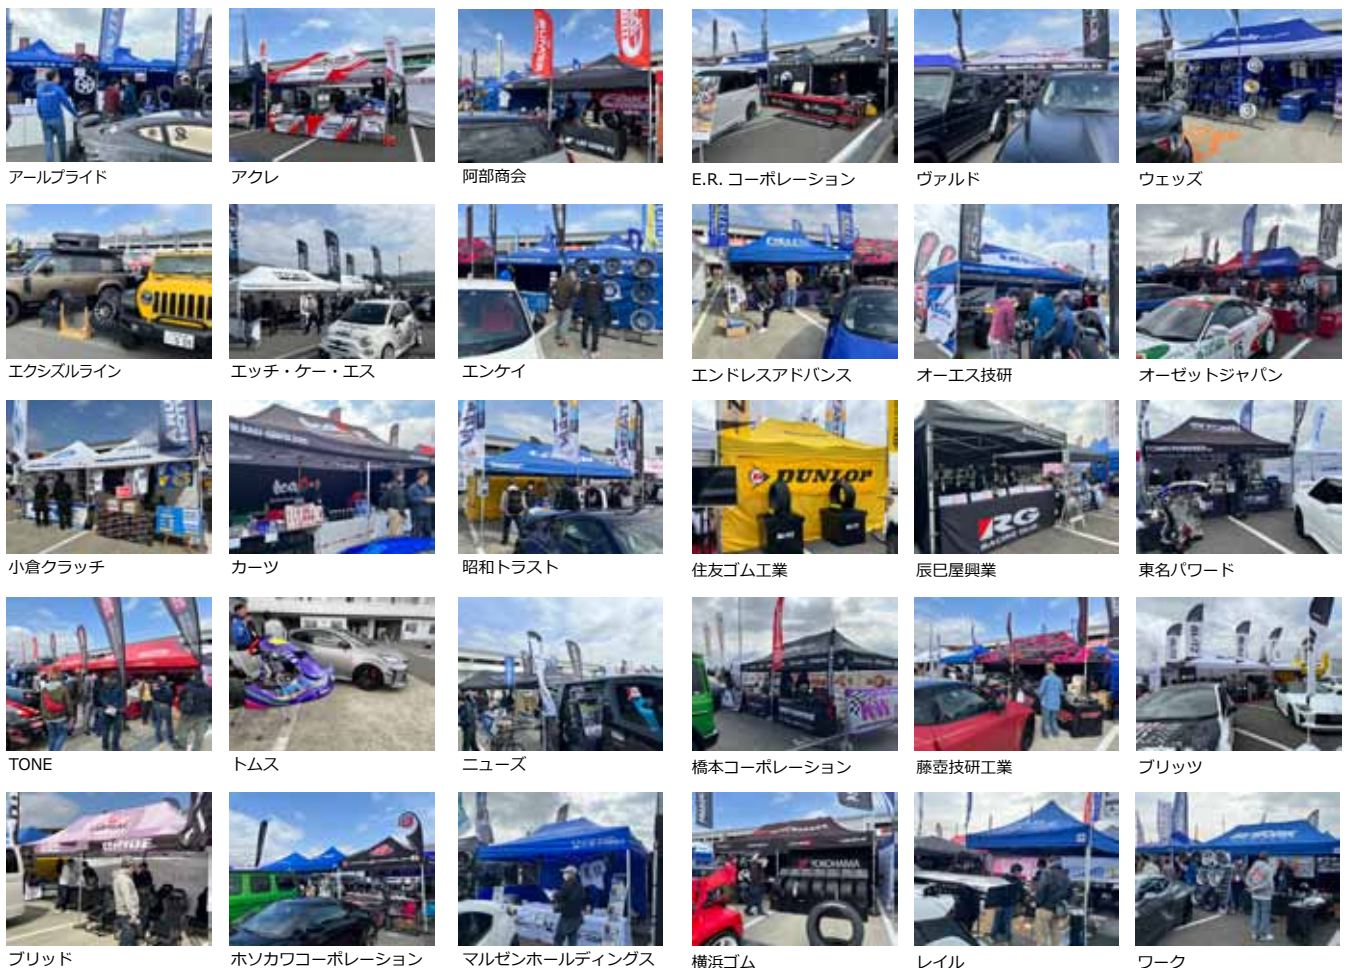 アールプライド
アクレ
阿部商会
E.R. コーポレーション
ヴァルド
ウェッズ
エクシズルライン
エッチ・ケー・エス
エンケイ
エンドレスアドバンス
オーエス技研
オーゼットジャパン
小倉クラッチ
カーツ
昭和トラスト
DUNLOP
住友ゴム工業
RG
辰巳屋興業
東名パワード
TONE
トムス
ニューズ
橋本コーポレーション
藤壺技研工業
BLITZ
ブリッツ
BRIDE
ブリッド
ホソカワコーポレーション
マルゼンホールディングス
YOKOHAMA
横浜ゴム
レイル
WORK
ワーク